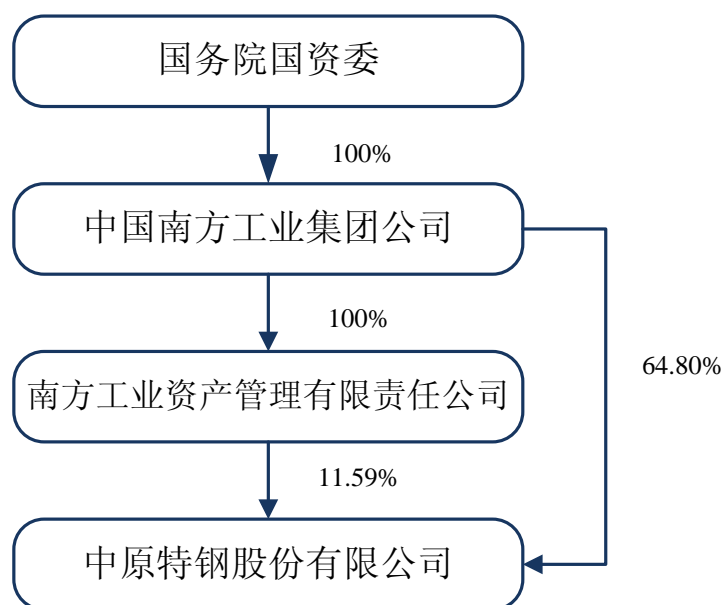 国务院国资委
100%
中国南方工业集团公司
100%
64.80%
南方工业资产管理有限责任公司
11.59%
中原特钢股份有限公司